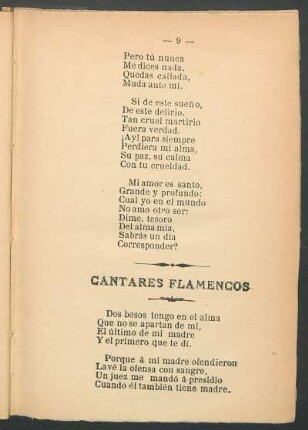 — 9 —
Pero tú nunca
Me dices nada.
Quedas callada,
Muda ante mí.
Si de este sueño,
De este delirio.
Tan cruel martirio
Fuera verdad.
¡Ay! para siempre
Perdiera mi alma,
Su paz, su calma
Con tu crueldad.
Mi amor es santo,
Grande y profundo:
Cual yo en el mundo
No amo otro ser:
Dime, tesoro
Del alma mia,
Sabrás un dia
Corresponder?
CANTARES FLAMENCOS
Dos besos tengo en el alma
Que no se apartan de mi,
El último de mi madre
Y el primero que te dí.
Porque á mi madre ofendieron
Lavé la ofensa con sangre,
Un juez me mandó á presidio
Cuando él también tiene madre.